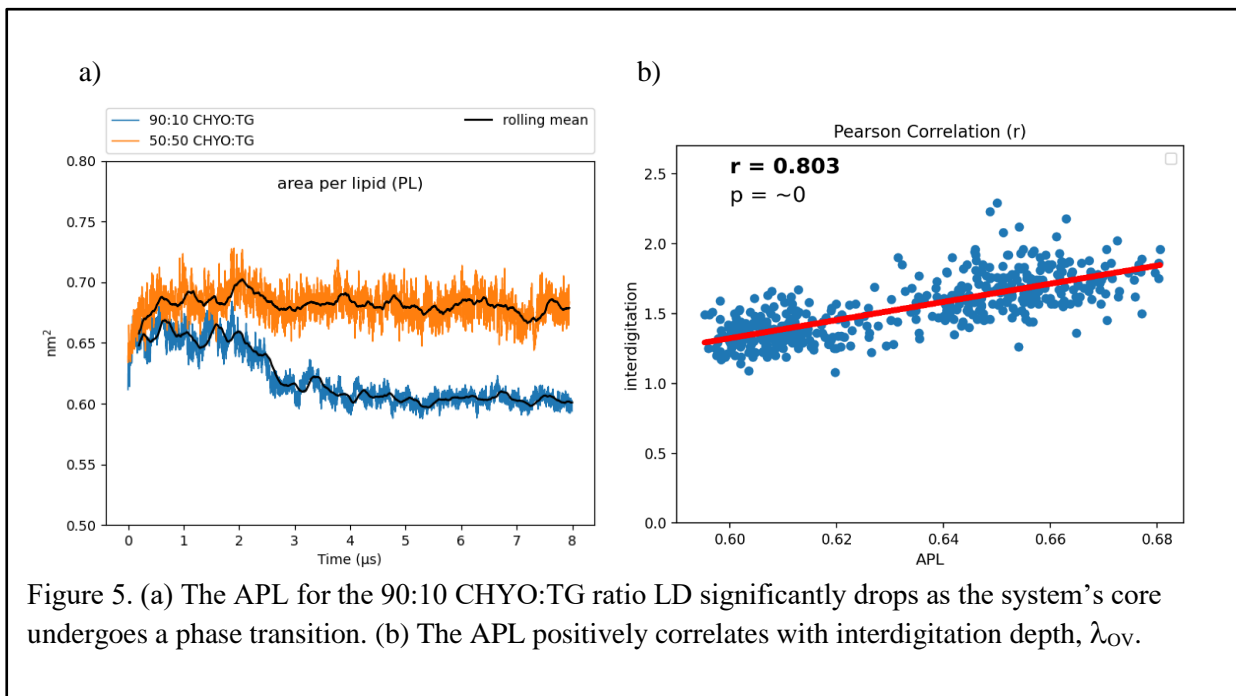 a)
90:10 CHYO:TG
50:50 CHYO:TG
rolling mean
area per lipid (PL)
0.80
0.75
0.70
0.65
0.60
0.55
0.50
nm²
0 1 2 3 4 5 6 7 8
Time (μs)
b)
Pearson Correlation (r)
r = 0.803
p = ~0
2.5
2.0
1.5
1.0
0.5
0.0
interdigitation
0.60 0.62 0.64 0.66 0.68
APL
Figure 5. (a) The APL for the 90:10 CHYO:TG ratio LD significantly drops as the system’s core
undergoes a phase transition. (b) The APL positively correlates with interdigitation depth, λOV.